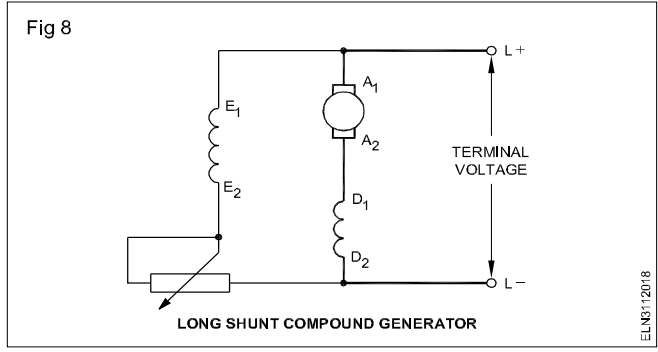 Fig 8
L+
A1
E1
A2
TERMINAL
VOLTAGE
E2
D1
D2
L−
LONG SHUNT COMPOUND GENERATOR
ELN3112018